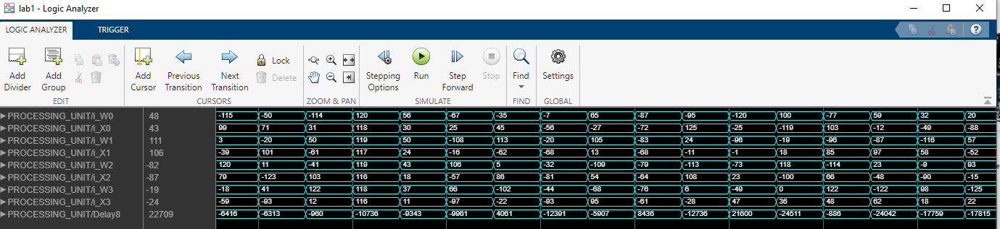 lab1 - Logic Analyzer
LOGIC ANALYZER TRIGGER
Add Divider
Add Group
EDIT
Add Cursor
Previous Transition
Next Transition
Lock
Delete
CURSORS
ZOOM & PAN
Stepping Options
Run
Step Forward
Stop
SIMULATE
Find
FIND
Settings
GLOBAL
PROCESSING_UNIT/i_W0 48 -115 -50 -114 120 56 -67 -35 -7 65 -87 -95 -120 100 -77 59 32 20
PROCESSING_UNIT/i_X0 43 99 71 31 118 30 25 45 -56 -27 -72 125 -25 -119 103 -12 -49 -88
PROCESSING_UNIT/i_W1 111 3 -20 50 119 50 -108 113 -20 105 -83 24 -96 -19 -96 -87 -116 57
PROCESSING_UNIT/i_X1 106 -39 101 -61 117 24 -16 -62 -68 13 -68 -11 -1 18 85 97 58 -52
PROCESSING_UNIT/i_W2 -82 120 11 -41 119 43 106 5 -32 -109 -79 -113 -73 118 -114 23 -9 93
PROCESSING_UNIT/i_X2 -87 79 -123 103 116 18 -57 86 -81 54 -64 108 23 -100 66 -48 -90 -15
PROCESSING_UNIT/i_W3 -19 -18 41 122 118 37 66 -102 -44 -68 -76 6 -49 0 122 -122 98 -125
PROCESSING_UNIT/i_X3 -24 -59 -93 12 116 11 -97 -22 -93 95 -61 -28 47 36 48 62 18 22
PROCESSING_UNIT/Delay8 22709 -6416 -6313 -960 -10736 -9343 -9961 4061 -12391 -5907 8436 -12736 21600 -24511 -886 -24042 -17759 -17815